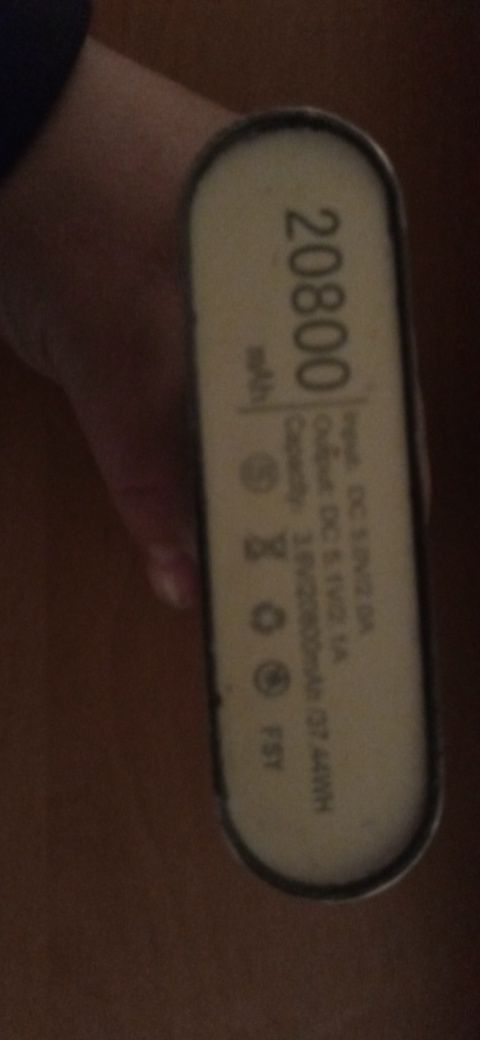 20800
mAh
Input: DC 5.0V/2.0A
Output: DC 5.1V/2.1A
Capacity: 3.6V/20800mAh /37.44WH
FSY